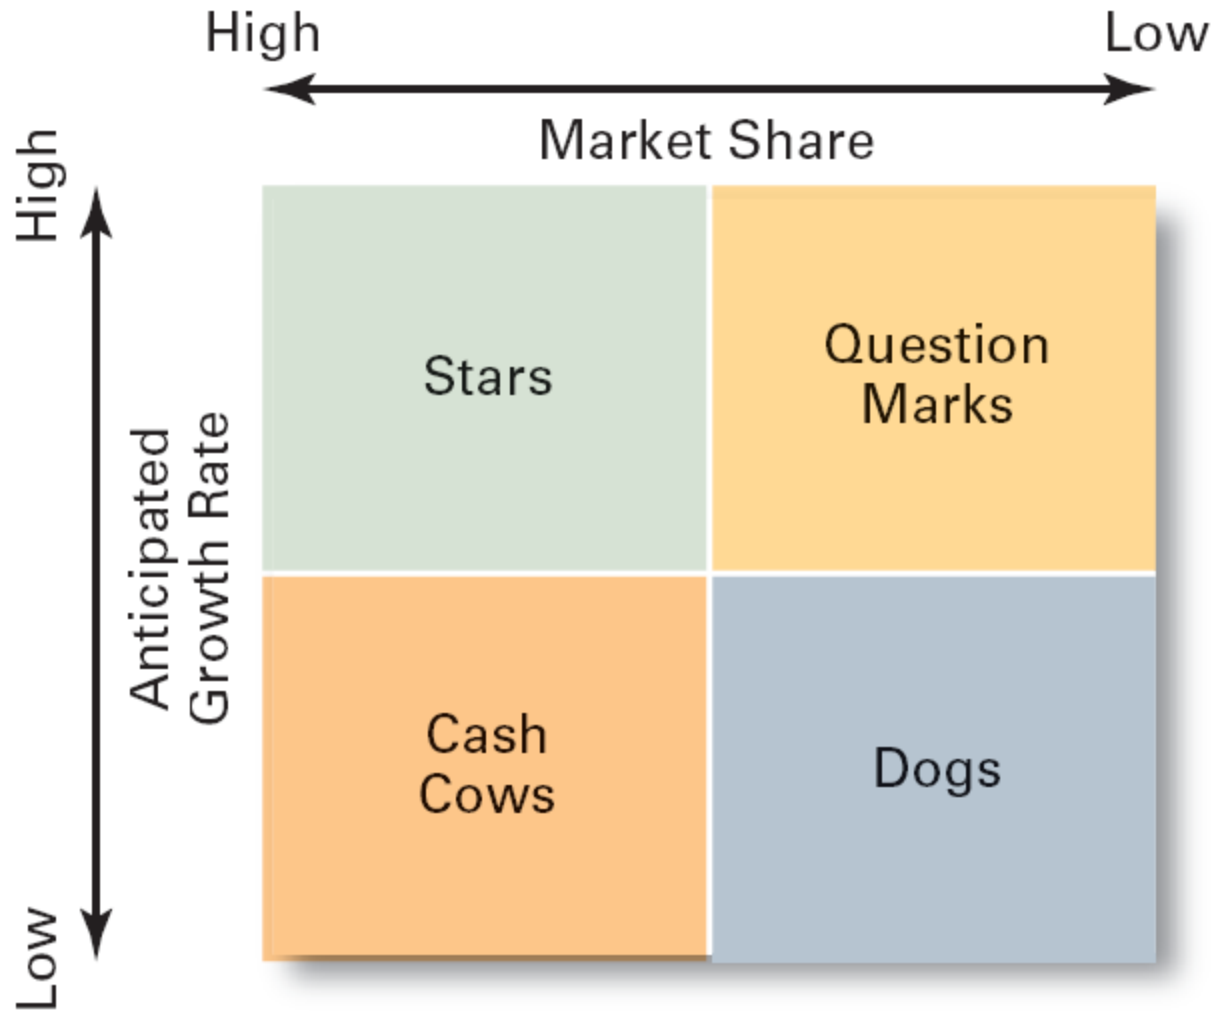 High
Low
Market Share
High
Anticipated
Growth Rate
Low
Stars
Question
Marks
Cash
Cows
Dogs